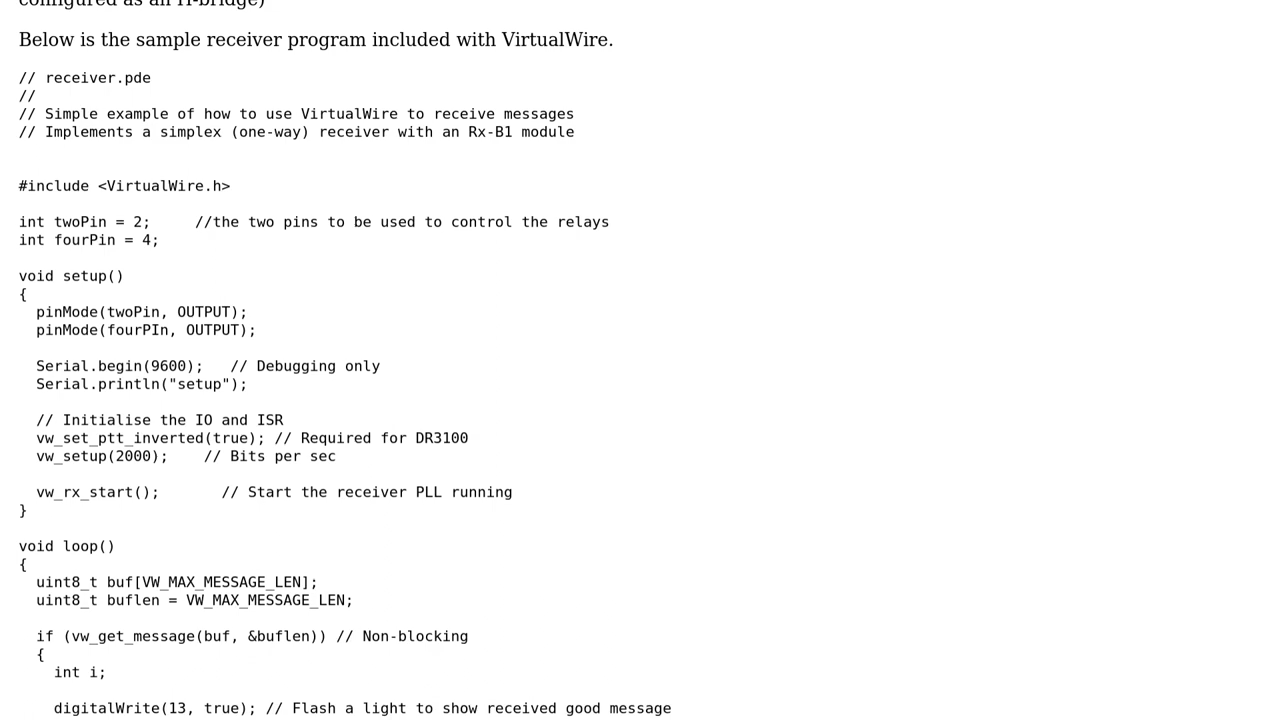 configured as an H-bridge)
Below is the sample receiver program included with VirtualWire.
// receiver.pde
//
// Simple example of how to use VirtualWire to receive messages
// Implements a simplex (one-way) receiver with an Rx-B1 module
#include <VirtualWire.h>
int twoPin = 2;     //the two pins to be used to control the relays
int fourPin = 4;
void setup()
{
  pinMode(twoPin, OUTPUT);
  pinMode(fourPIn, OUTPUT);
  Serial.begin(9600);   // Debugging only
  Serial.println("setup");
  // Initialise the IO and ISR
  vw_set_ptt_inverted(true); // Required for DR3100
  vw_setup(2000);    // Bits per sec
  vw_rx_start();       // Start the receiver PLL running
}
void loop()
{
  uint8_t buf[VW_MAX_MESSAGE_LEN];
  uint8_t buflen = VW_MAX_MESSAGE_LEN;
  if (vw_get_message(buf, &buflen)) // Non-blocking
  {
    int i;
    digitalWrite(13, true); // Flash a light to show received good message